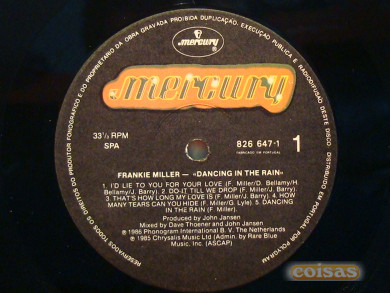 RESERVADOS TODOS OS DIREITOS DO PRODUTOR FONOGRÁFICO E DO PROPRIETÁRIO DA OBRA GRAVADA PROIBIDA DUPLICAÇÃO, EXECUÇÃO PÚBLICA E RADIODIFUSÃO DESTE DISCO
DISTRIBUÍDO EM PORTUGAL POR POLYGRAM
mercury
mercury
33⅓ RPM
SPA
826 647-1
FABRICADO EM PORTUGAL
1
FRANKIE MILLER — «DANCING IN THE RAIN»
1. I'D LIE TO YOU FOR YOUR LOVE (F. Miller/D. Bellamy/H.
Bellamy/J. Barry) 2. DO-IT TILL WE DROP (F. Miller/J. Barry)
3. THAT'S HOW LONG MY LOVE IS (F. Miller/J. Barry) 4. HOW
MANY TEARS CAN YOU HIDE (F. Miller/G. Lyle) 5. DANCING
IN THE RAIN (F. Miller).
Produced by John Jansen
Mixed by Dave Thoener and John Jansen
℗ 1986 Phonogram International B. V. The Netherlands
© 1985 Chrysalis Music Ltd (Admin. by Rare Blue
Music. Inc. (ASCAP)
coisas